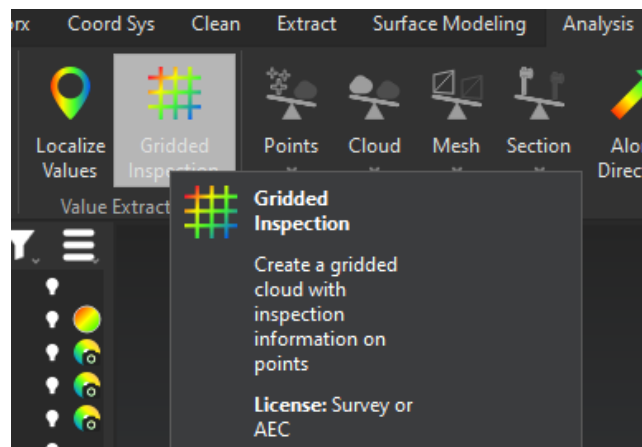 Coord Sys Clean Extract Surface Modeling Analysis
Localize Gridded Points Cloud Mesh Section
Values Inspection
Value Extract
Gridded
Inspection
Create a gridded
cloud with
inspection
information on
points
License: Survey or
AEC